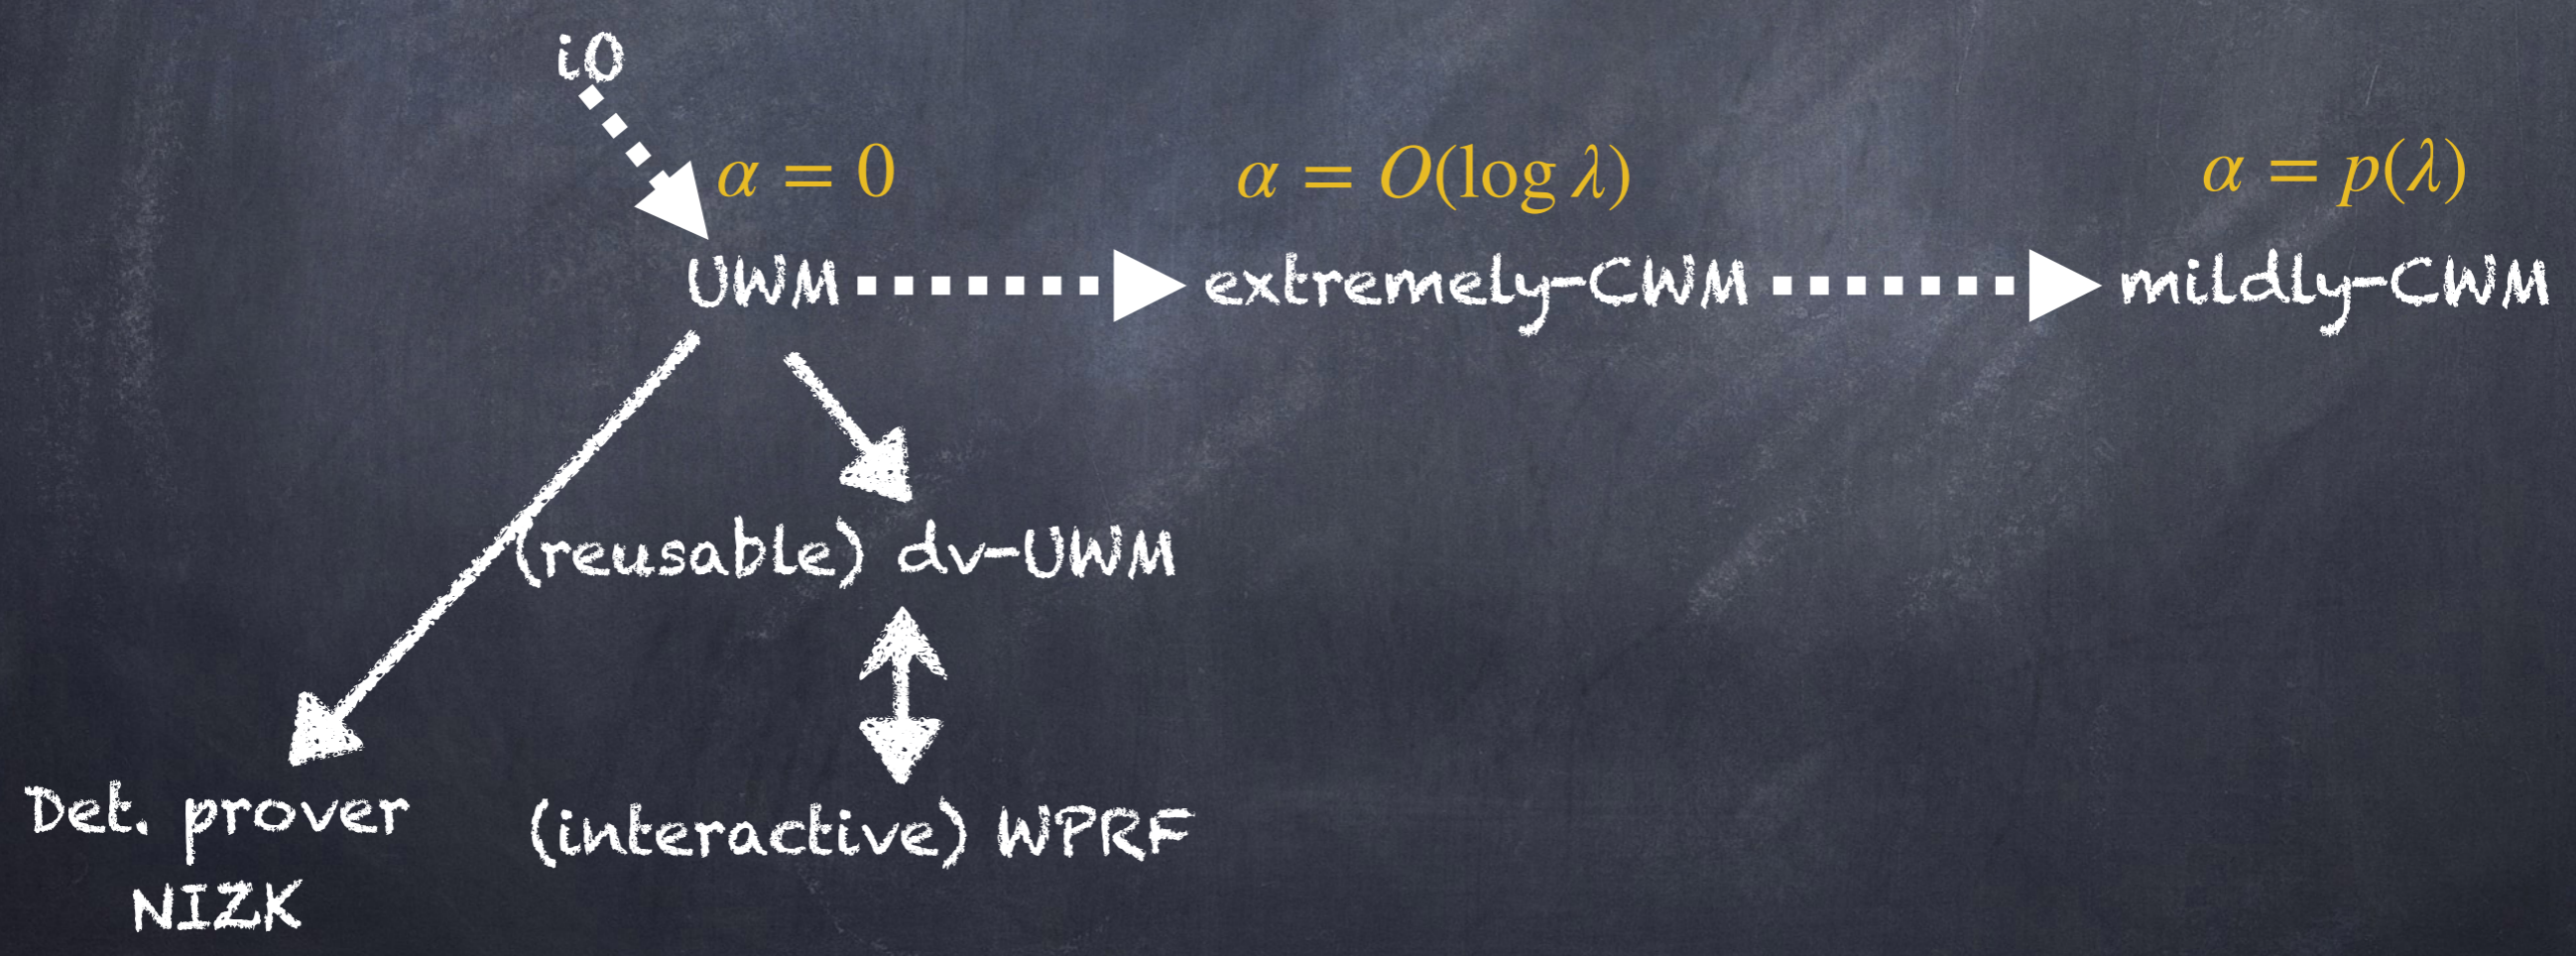 iO
α = 0
α = O(log λ)
α = p(λ)
UWM
extremely-CWM
mildly-CWM
(reusable) dv-UWM
Det. prover
NIZK
(interactive) WPRF